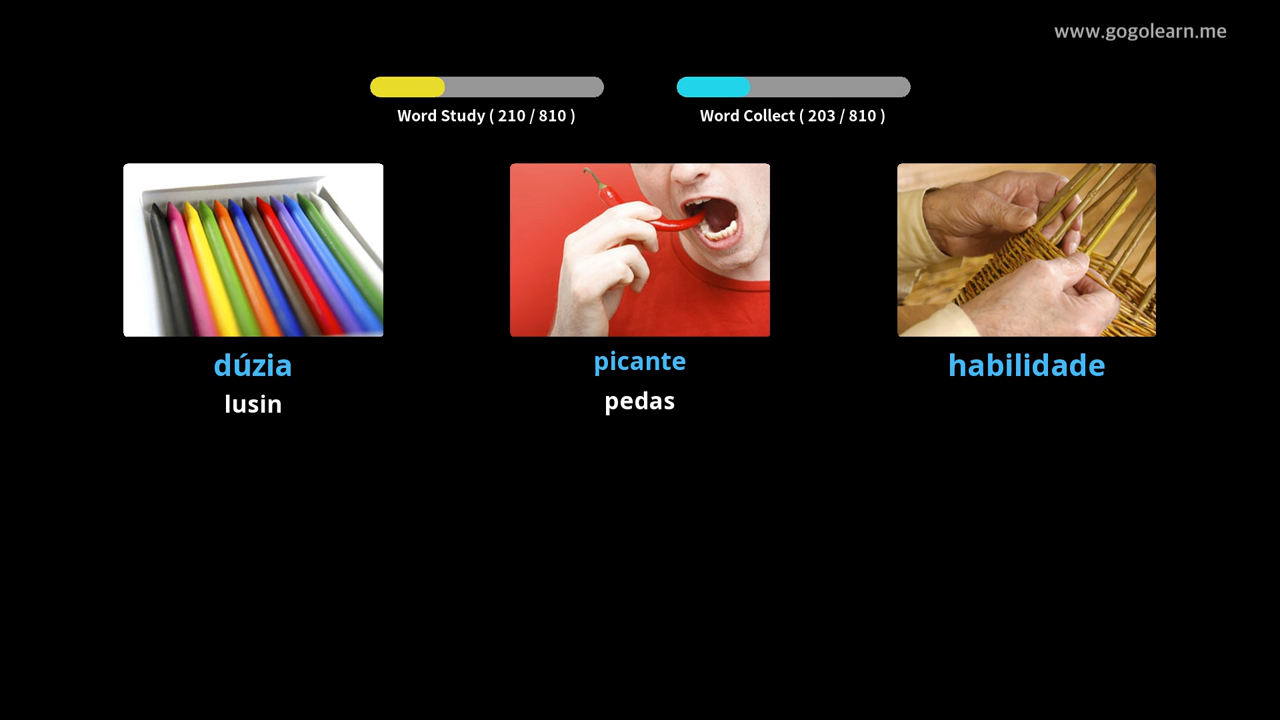 www.gogolearn.me
Word Study ( 210 / 810 )
Word Collect ( 203 / 810 )
dúzia
lusin
picante
pedas
habilidade